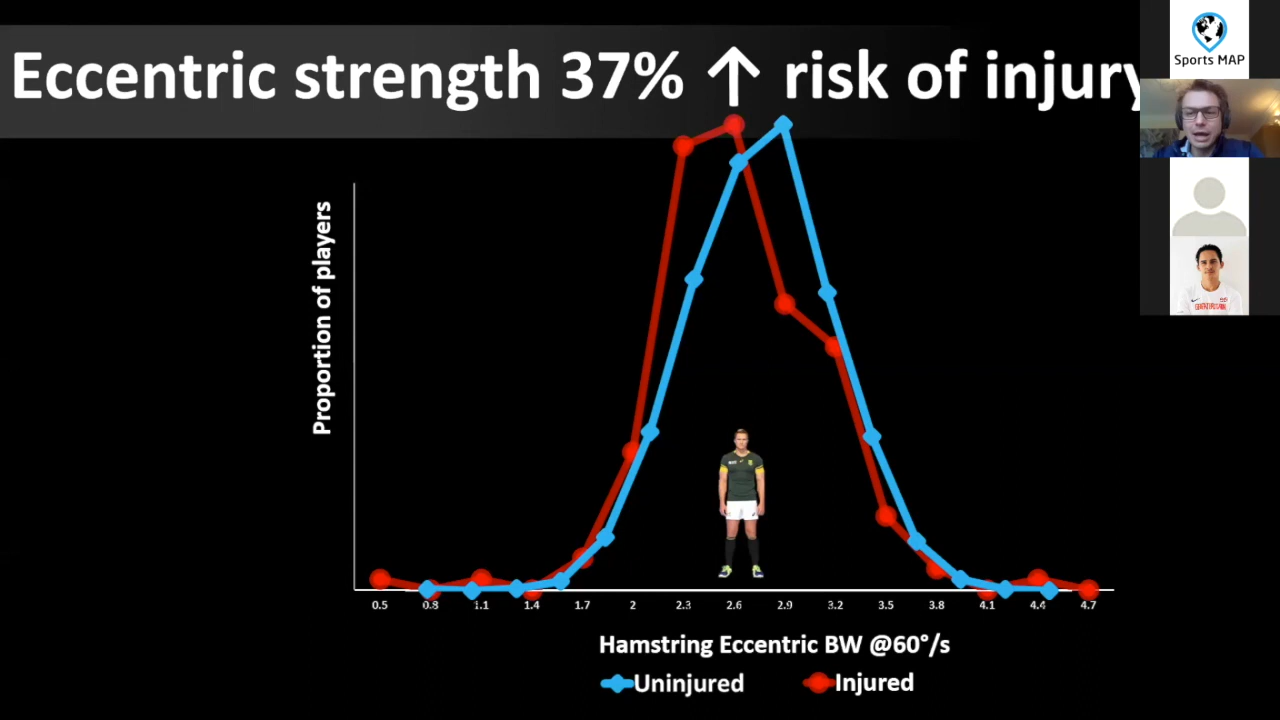 Eccentric strength 37% ↑ risk of injury
Sports MAP
Proportion of players
0.5 0.8 1.1 1.4 1.7 2 2.3 2.6 2.9 3.2 3.5 3.8 4.1 4.4 4.7
Hamstring Eccentric BW @60°/s
Uninjured Injured